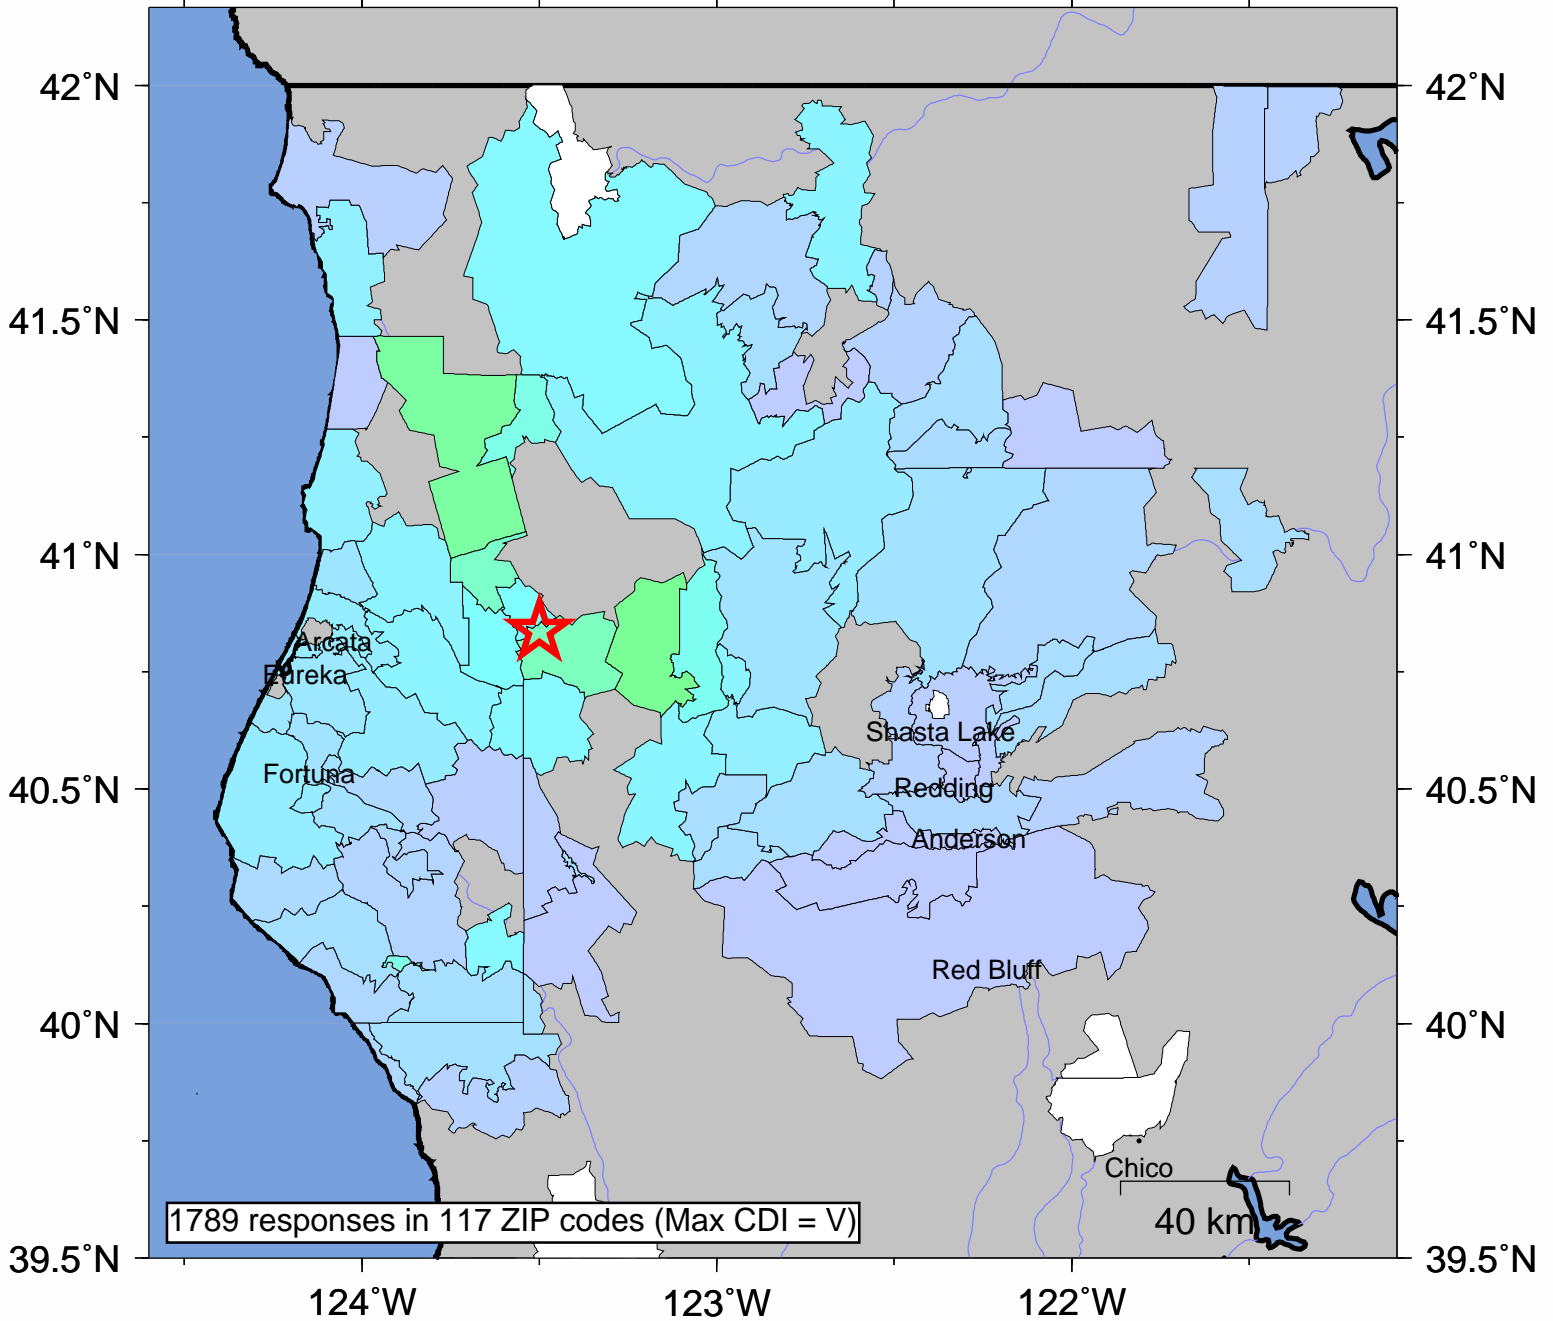 42°N 42°N
41.5°N 41.5°N
41°N 41°N
Arcata
Eureka
Shasta Lake
Fortuna
40.5°N Redding 40.5°N
Anderson
Red Bluff
40°N 40°N
Chico
1789 responses in 117 ZIP codes (Max CDI = V) 40 km
39.5°N 39.5°N
124°W 123°W 122°W